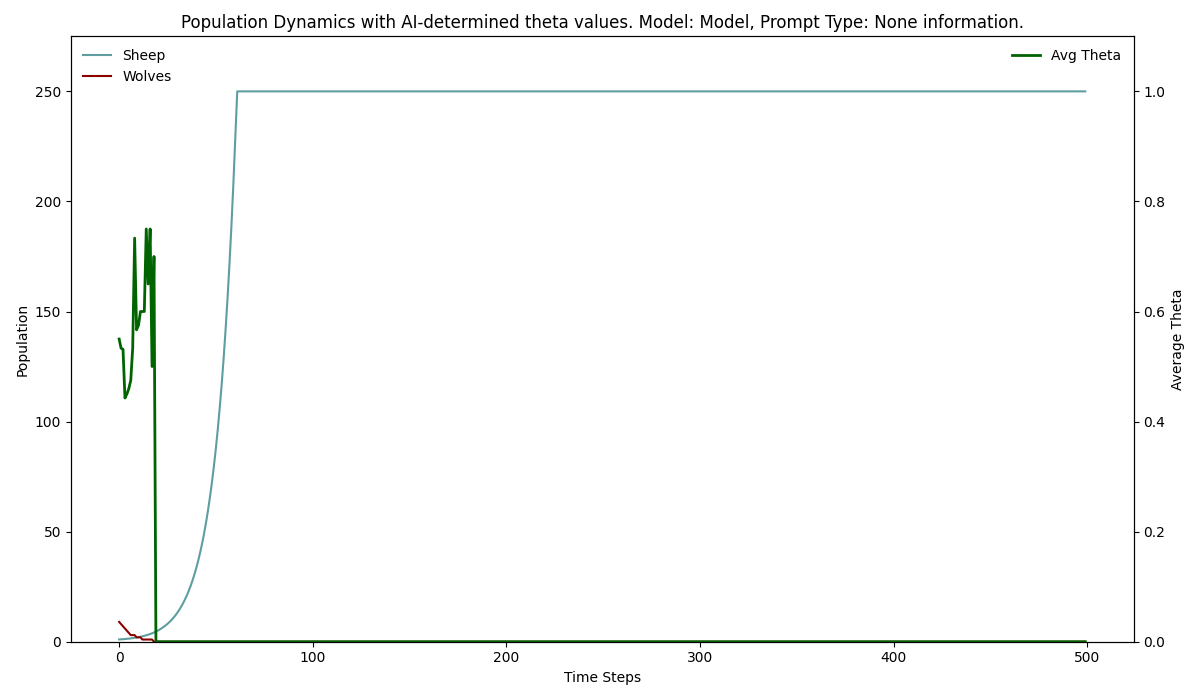 Population Dynamics with AI-determined theta values. Model: Model, Prompt Type: None information.
Sheep
Wolves
Avg Theta
Population
250
200
150
100
50
0
1.0
0.8
0.6
0.4
0.2
0.0
Average Theta
0 100 200 300 400 500
Time Steps